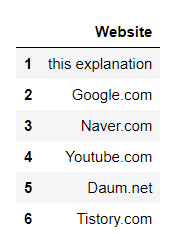 Website
1 this explanation
2 Google.com
3 Naver.com
4 Youtube.com
5 Daum.net
6 Tistory.com